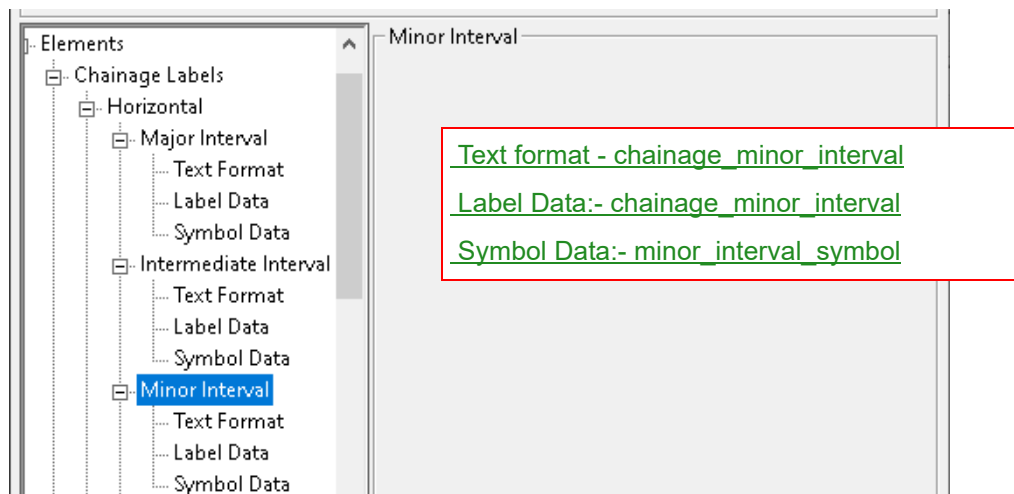 Elements
Chainage Labels
Horizontal
Major Interval
Text Format
Label Data
Symbol Data
Intermediate Interval
Text Format
Label Data
Symbol Data
Minor Interval
Text Format
Label Data
Symbol Data
Minor Interval
Text format - chainage_minor_interval
Label Data:- chainage_minor_interval
Symbol Data:- minor_interval_symbol